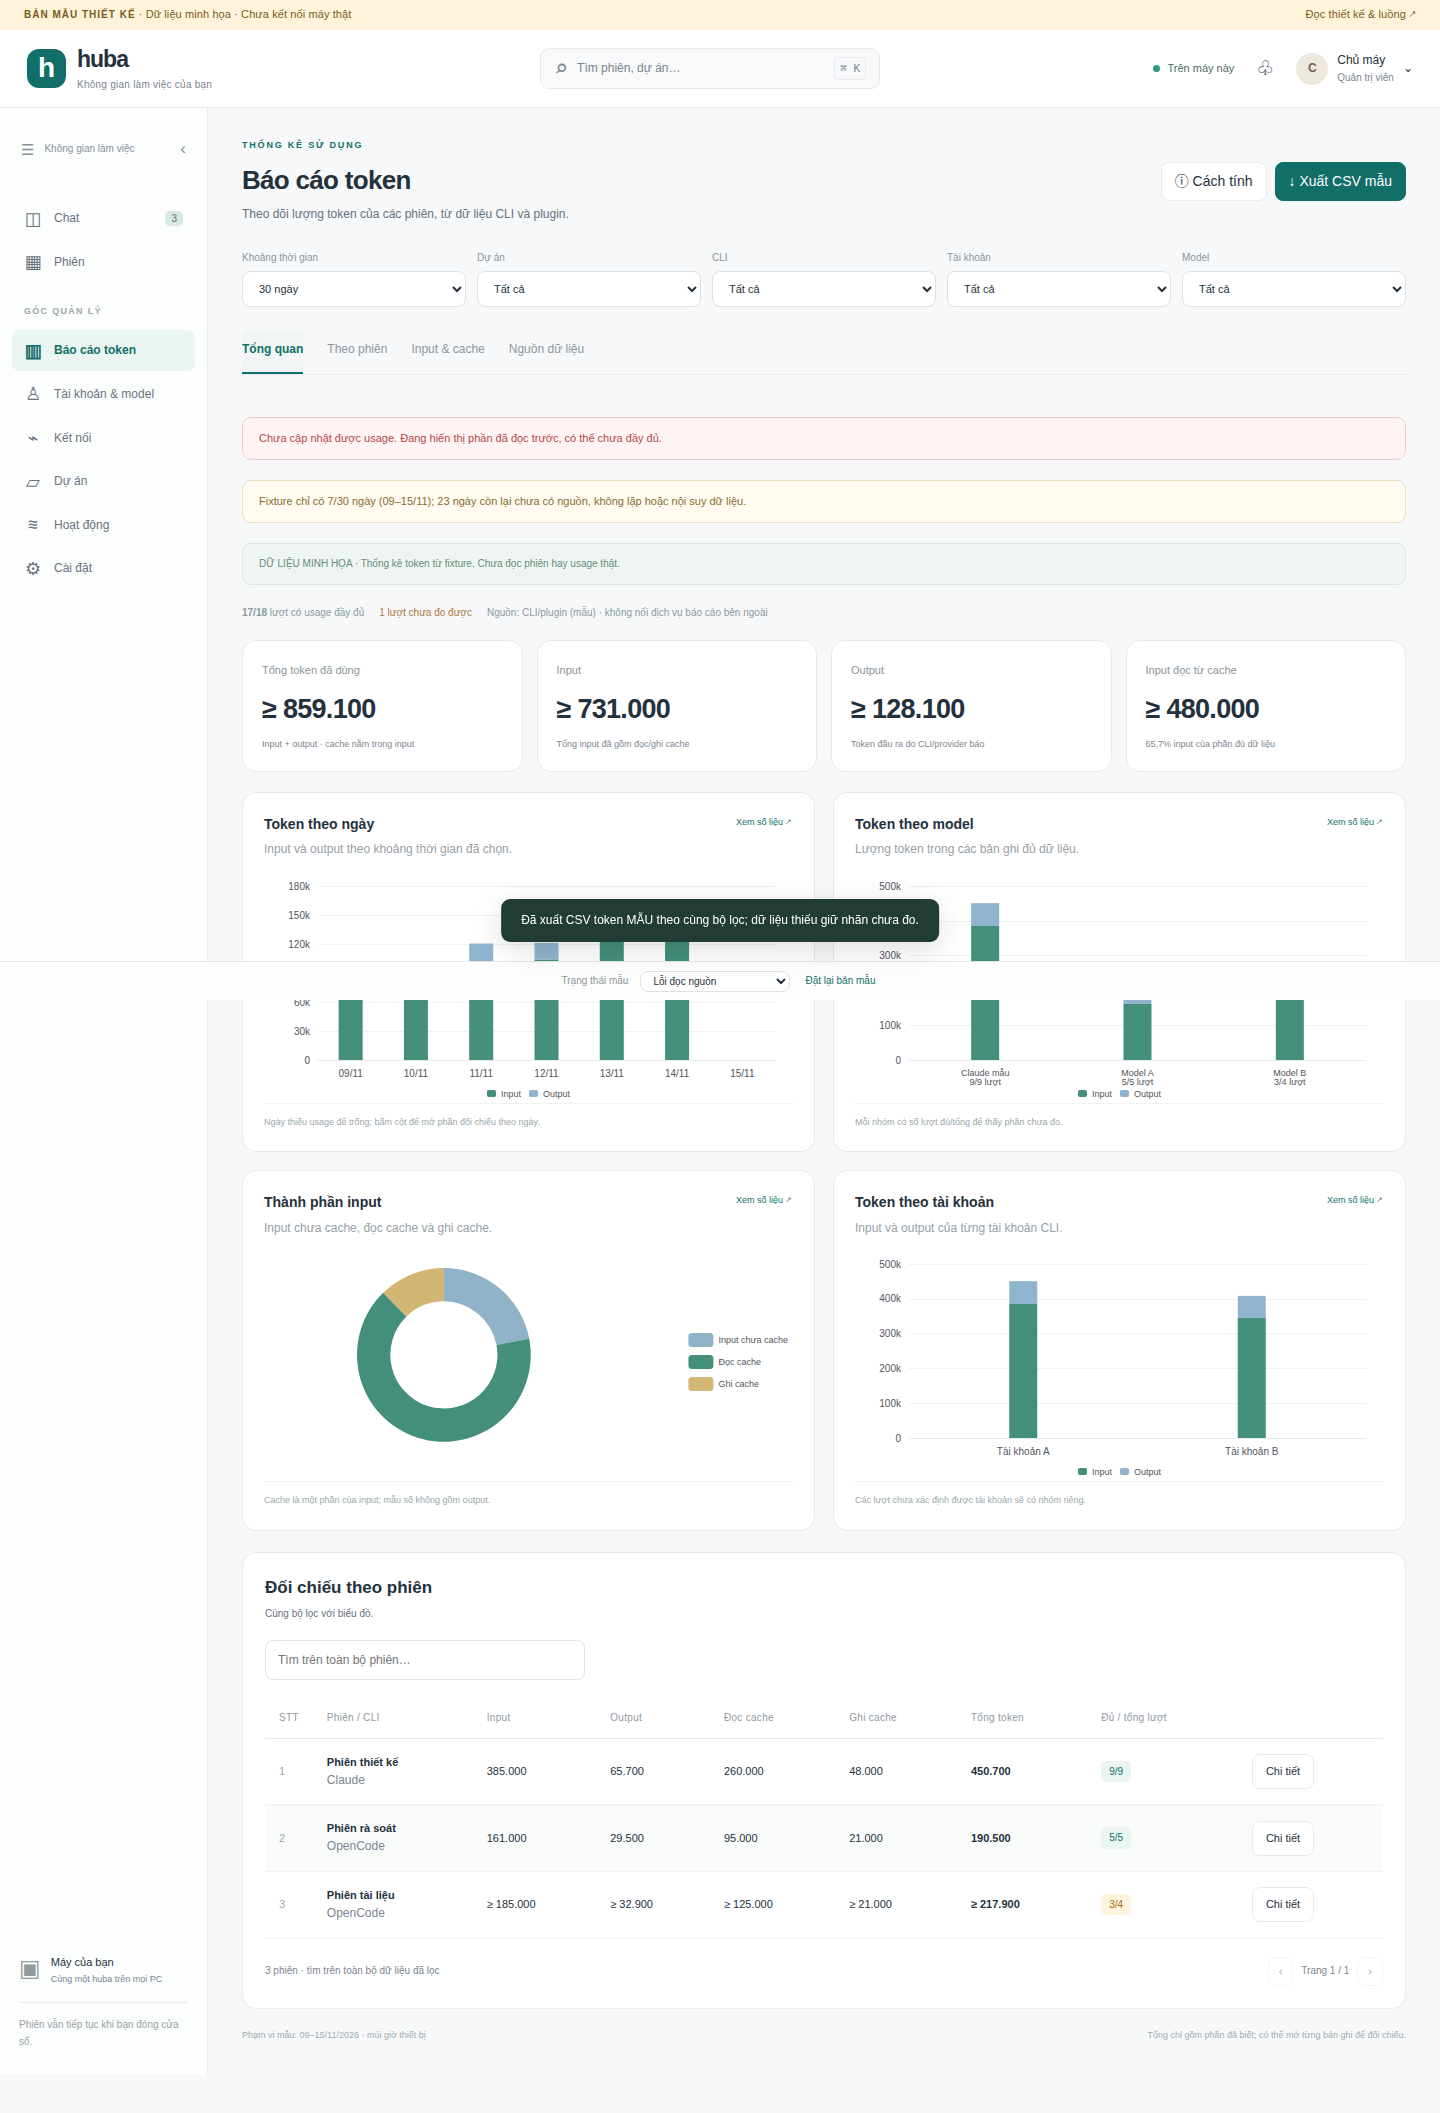 BẢN MẪU THIẾT KẾ · Dữ liệu minh họa · Chưa kết nối máy thật
Đọc thiết kế & luồng ↗
h
huba
Không gian làm việc của bạn
Tìm phiên, dự án…
⌘ K
Trên máy này
C
Chủ máy
Quản trị viên
Không gian làm việc
Chat
3
Phiên
GÓC QUẢN LÝ
Báo cáo token
Tài khoản & model
Kết nối
Dự án
Hoạt động
Cài đặt
THỐNG KÊ SỬ DỤNG
Báo cáo token
Theo dõi lượng token của các phiên, từ dữ liệu CLI và plugin.
ⓘ Cách tính
↓ Xuất CSV mẫu
Khoảng thời gian
Dự án
CLI
Tài khoản
Model
30 ngày
Tất cả
Tất cả
Tất cả
Tất cả
Tổng quan
Theo phiên
Input & cache
Nguồn dữ liệu
Chưa cập nhật được usage. Đang hiển thị phần đã đọc trước, có thể chưa đầy đủ.
Fixture chỉ có 7/30 ngày (09–15/11); 23 ngày còn lại chưa có nguồn, không lặp hoặc nội suy dữ liệu.
DỮ LIỆU MINH HỌA · Thống kê token từ fixture. Chưa đọc phiên hay usage thật.
17/18 lượt có usage đầy đủ
1 lượt chưa đo được
Nguồn: CLI/plugin (mẫu) · không nối dịch vụ báo cáo bên ngoài
Tổng token đã dùng
≥ 859.100
Input + output · cache nằm trong input
Input
≥ 731.000
Tổng input đã gồm đọc/ghi cache
Output
≥ 128.100
Token đầu ra do CLI/provider báo
Input đọc từ cache
≥ 480.000
65,7% input của phần đủ dữ liệu
Token theo ngày
Xem số liệu ↗
Input và output theo khoảng thời gian đã chọn.
180k
150k
120k
60k
30k
0
09/11
10/11
11/11
12/11
13/11
14/11
15/11
Input
Output
Ngày thiếu usage để trống; bấm cột để mở phân đối chiếu theo ngày.
Token theo model
Xem số liệu ↗
Lượng token trong các bản ghi đủ dữ liệu.
500k
300k
100k
0
Claude mẫu
9/9 lượt
Model A
5/5 lượt
Model B
3/4 lượt
Input
Output
Mỗi nhóm có số lượt đủ/tổng để thấy phần chưa đo.
Đã xuất CSV token MẪU theo cùng bộ lọc; dữ liệu thiếu giữ nhãn chưa đo.
Trạng thái mẫu
Lỗi đọc nguồn
Đặt lại bản mẫu
Thành phần input
Xem số liệu ↗
Input chưa cache, đọc cache và ghi cache.
Input chưa cache
Đọc cache
Ghi cache
Cache là một phần của input; mẫu số không gồm output.
Token theo tài khoản
Xem số liệu ↗
Input và output của từng tài khoản CLI.
500k
400k
300k
200k
100k
0
Tài khoản A
Tài khoản B
Input
Output
Các lượt chưa xác định được tài khoản sẽ có nhóm riêng.
Đối chiếu theo phiên
Cùng bộ lọc với biểu đồ.
Tìm trên toàn bộ phiên…
STT
Phiên / CLI
Input
Output
Đọc cache
Ghi cache
Tổng token
Đủ / tổng lượt
1
Phiên thiết kế
Claude
385.000
65.700
260.000
48.000
450.700
9/9
Chi tiết
2
Phiên rà soát
OpenCode
161.000
29.500
95.000
21.000
190.500
5/5
Chi tiết
3
Phiên tài liệu
OpenCode
≥ 185.000
≥ 32.900
≥ 125.000
≥ 21.000
≥ 217.900
3/4
Chi tiết
3 phiên · tìm trên toàn bộ dữ liệu đã lọc
‹
Trang 1 / 1
›
Máy của bạn
Cùng một huba trên mọi PC
Phiên vẫn tiếp tục khi bạn đóng cửa
sổ.
Phạm vi mẫu: 09–15/11/2026 · múi giờ thiết bị
Tổng chỉ gồm phần đã biết; có thể mở từng bản ghi để đối chiếu.